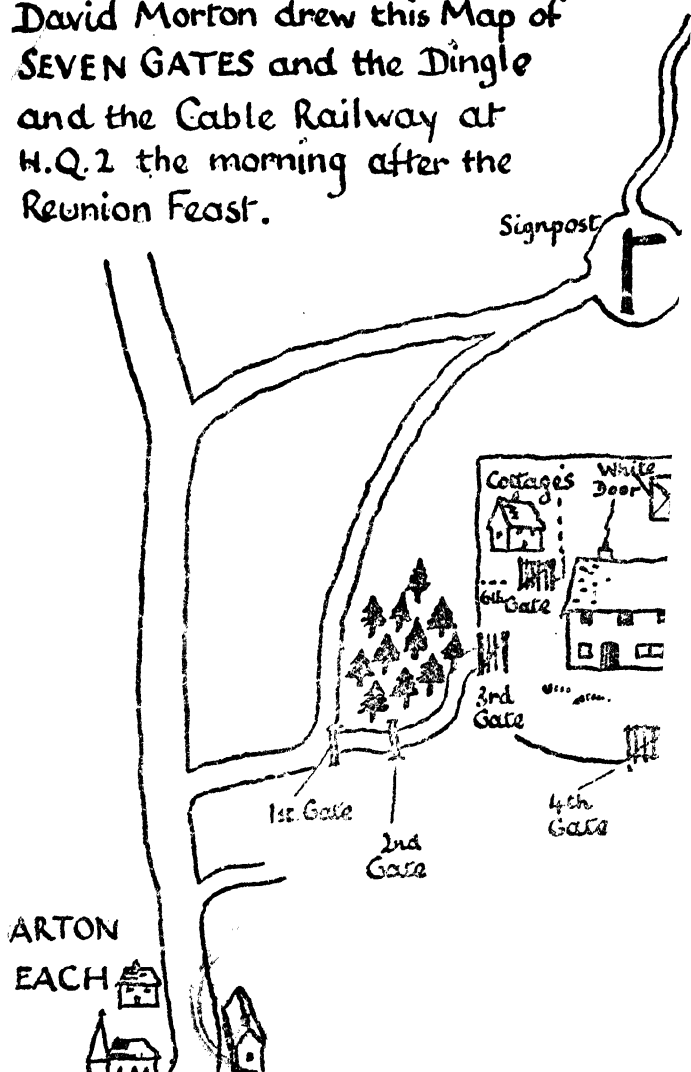 David Morton drew this Map of
SEVEN GATES and the Dingle
and the Cable Railway at
H.Q.2 the morning after the
Reunion Feast.
Signpost
Cottages
White
Door
6th Gate
3rd
Gate
1st Gate
4th
Gate
2nd
Gate
ARTON
EACH